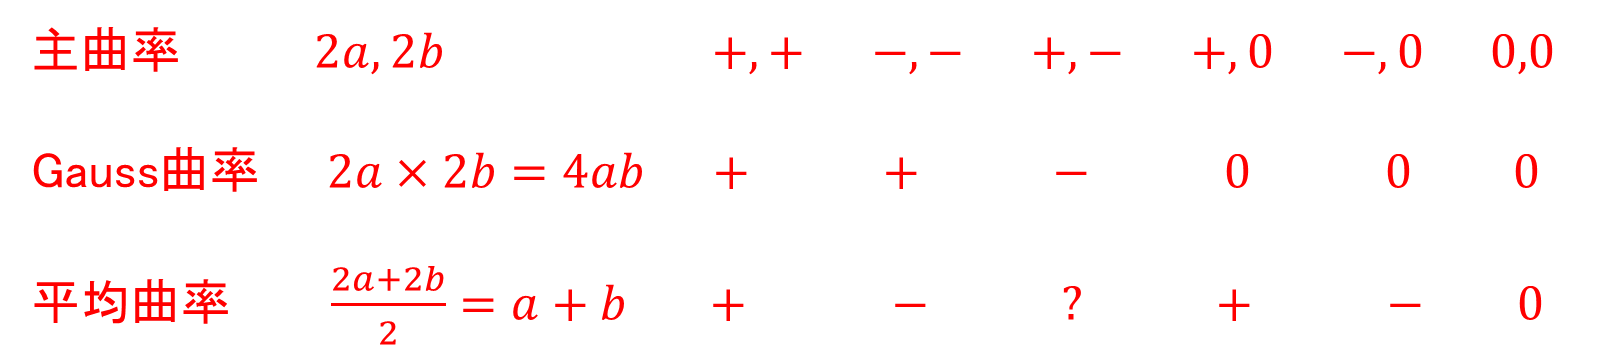 主曲率 2a, 2b +,+ −,− +,− +,0 −,0 0,0
Gauss曲率 2a × 2b = 4ab + + − 0 0 0
平均曲率 \frac{2a+2b}{2} = a + b + − ? + − 0